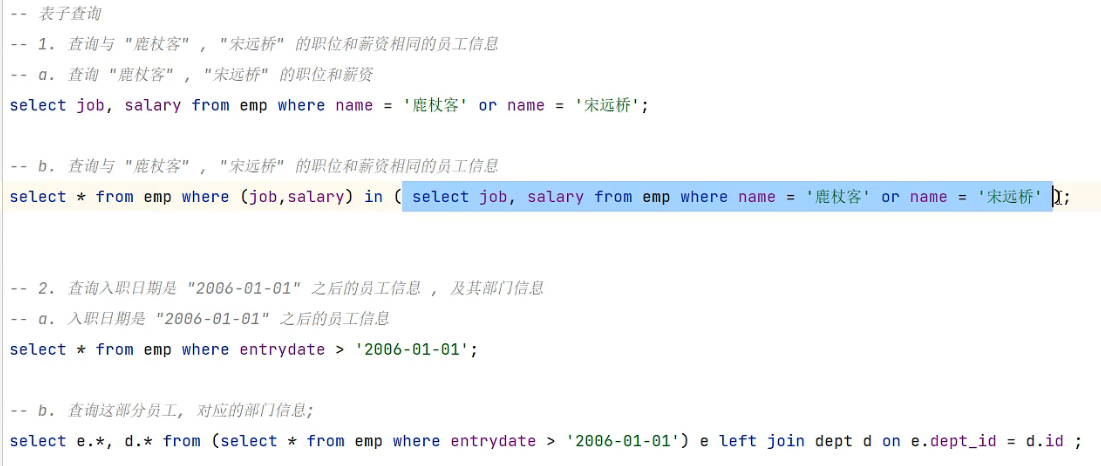 -- 表子查询
-- 1. 查询与 "鹿杖客" , "宋远桥" 的职位和薪资相同的员工信息
-- a. 查询 "鹿杖客" , "宋远桥" 的职位和薪资
select job, salary from emp where name = '鹿杖客' or name = '宋远桥';
-- b. 查询与 "鹿杖客" , "宋远桥" 的职位和薪资相同的员工信息
select * from emp where (job,salary) in ( select job, salary from emp where name = '鹿杖客' or name = '宋远桥' );
-- 2. 查询入职日期是 "2006-01-01" 之后的员工信息 , 及其部门信息
-- a. 入职日期是 "2006-01-01" 之后的员工信息
select * from emp where entrydate > '2006-01-01';
-- b. 查询这部分员工, 对应的部门信息;
select e.*, d.* from (select * from emp where entrydate > '2006-01-01') e left join dept d on e.dept_id = d.id ;